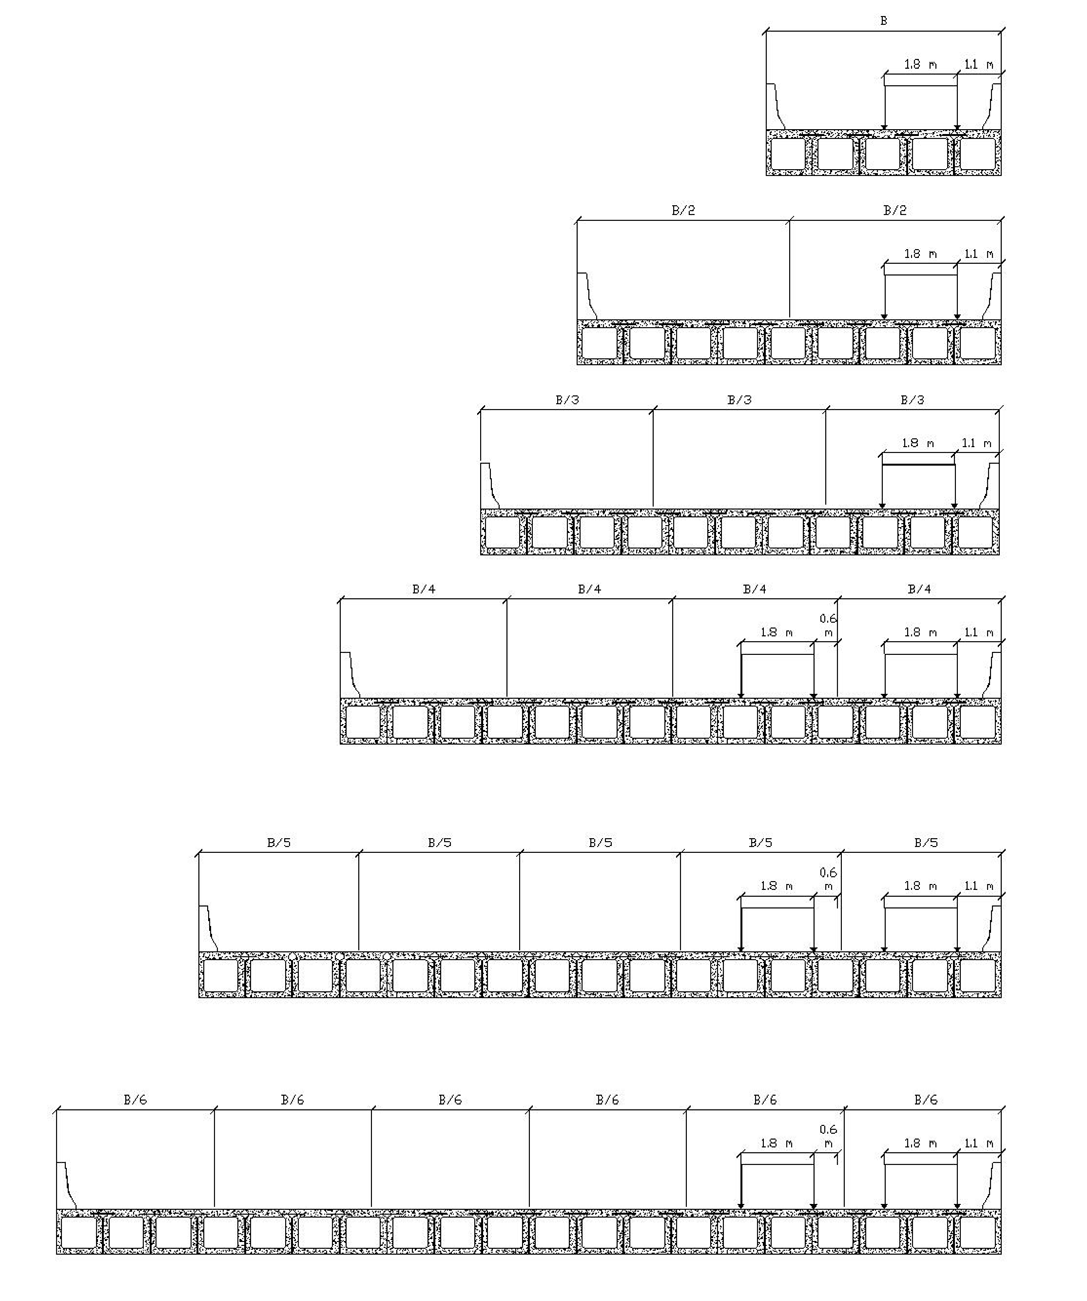 B
1.8 m 1.1 m
B/2 B/2
1.8 m 1.1 m
B/3 B/3 B/3
1.8 m 1.1 m
B/4 B/4 B/4 B/4
0.6
1.8 m m 1.8 m 1.1 m
B/5 B/5 B/5 B/5 B/5
0.6
1.8 m m 1.8 m 1.1 m
B/6 B/6 B/6 B/6 B/6 B/6
0.6
1.8 m m 1.8 m 1.1 m